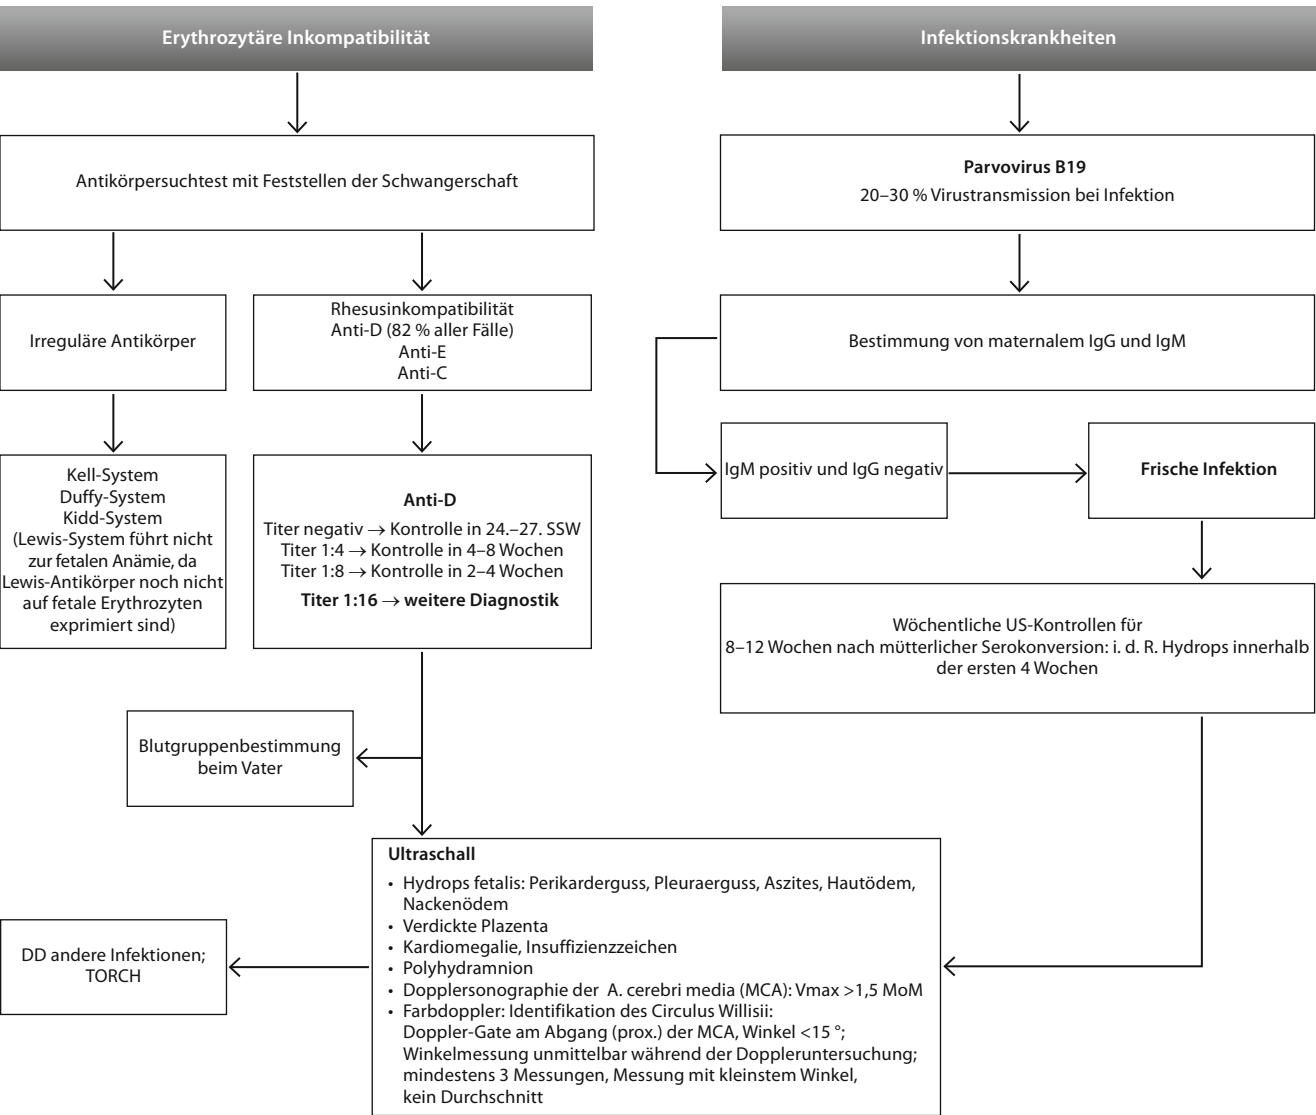 Erythrozytäre Inkompatibilität
Antikörpersuchtest mit Feststellen der Schwangerschaft
Irreguläre Antikörper
Rhesusinkompatibilität
Anti-D (82 % aller Fälle)
Anti-E
Anti-C
Kell-System
Duffy-System
Kidd-System
(Lewis-System führt nicht
zur fetalen Anämie, da
Lewis-Antikörper noch nicht
auf fetale Erythrozyten
exprimiert sind)
Anti-D
Titer negativ → Kontrolle in 24.–27. SSW
Titer 1:4 → Kontrolle in 4–8 Wochen
Titer 1:8 → Kontrolle in 2–4 Wochen
Titer 1:16 → weitere Diagnostik
Blutgruppenbestimmung
beim Vater
Infektionskrankheiten
Parvovirus B19
20–30 % Virustransmission bei Infektion
Bestimmung von maternalem IgG und IgM
IgM positiv und IgG negativ
Frische Infektion
Wöchentliche US-Kontrollen für
8–12 Wochen nach mütterlicher Serokonversion: i. d. R. Hydrops innerhalb
der ersten 4 Wochen
Ultraschall
• Hydrops fetalis: Perikarderguss, Pleuraerguss, Aszites, Hautödem,
Nackenödem
• Verdickte Plazenta
• Kardiomegalie, Insuffizienzzeichen
• Polyhydramnion
• Dopplersonographie der A. cerebri media (MCA): Vmax >1,5 MoM
• Farbdoppler: Identifikation des Circulus Willisii:
Doppler-Gate am Abgang (prox.) der MCA, Winkel <15 °;
Winkelmessung unmittelbar während der Doppleruntersuchung;
mindestens 3 Messungen, Messung mit kleinstem Winkel,
kein Durchschnitt
DD andere Infektionen;
TORCH